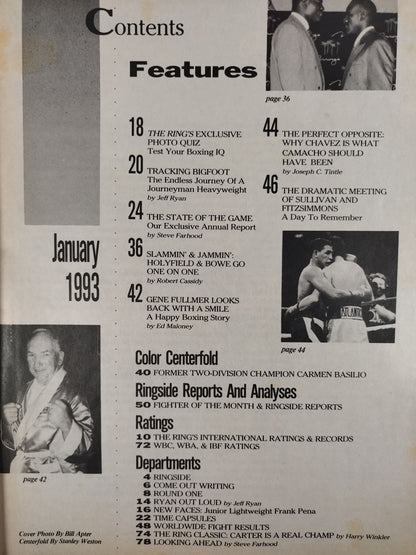 Contents
Features
page 36
18 THE RING'S EXCLUSIVE
PHOTO QUIZ
Test Your Boxing IQ
20
TRACKING BIGFOOT
The Endless Journey Of A
Journeyman Heavyweight
by Jeff Ryan
24
THE STATE OF THE GAME
Our Exclusive Annual Report
by Steve Farhood
36
SLAMMIN' & JAMMIN':
HOLYFIELD & BOWE GO
ONE ON ONE
by Robert Cassidy
42
GENE FULLMER LOOKS
BACK WITH A SMILE
A Happy Boxing Story
by Ed Maloney
44 THE PERFECT OPPOSITE:
WHY CHAVEZ IS WHAT
CAMACHO SHOULD
HAVE BEEN
by Joseph C. Tintle
46
THE DRAMATIC MEETING
OF SULLIVAN AND
FITZSIMMONS
A Day To Remember
page 44
January
1993
page 42
Color Centerfold
40 FORMER TWO-DIVISION CHAMPION CARMEN BASILIO
Ringside Reports And Analyses
50 FIGHTER OF THE MONTH & RINGSIDE REPORTS
Ratings
10 THE RING'S INTERNATIONAL RATINGS & RECORDS
72 WBC, WBA, & IBF RATINGS
Departments
4 RINGSIDE
6 COME OUT WRITING
8 ROUND ONE
14 RYAN OUT LOUD by Jeff Ryan
16 NEW FACES: Junior Lightweight Frank Pena
22 TIME CAPSULES
48 WORLDWIDE FIGHT RESULTS
74 THE RING CLASSIC: CARTER IS A REAL CHAMP by Harry Winkler
78 LOOKING AHEAD by Steve Farhood
Cover Photo By Bill Apter
Centerfold By Stanley Weston